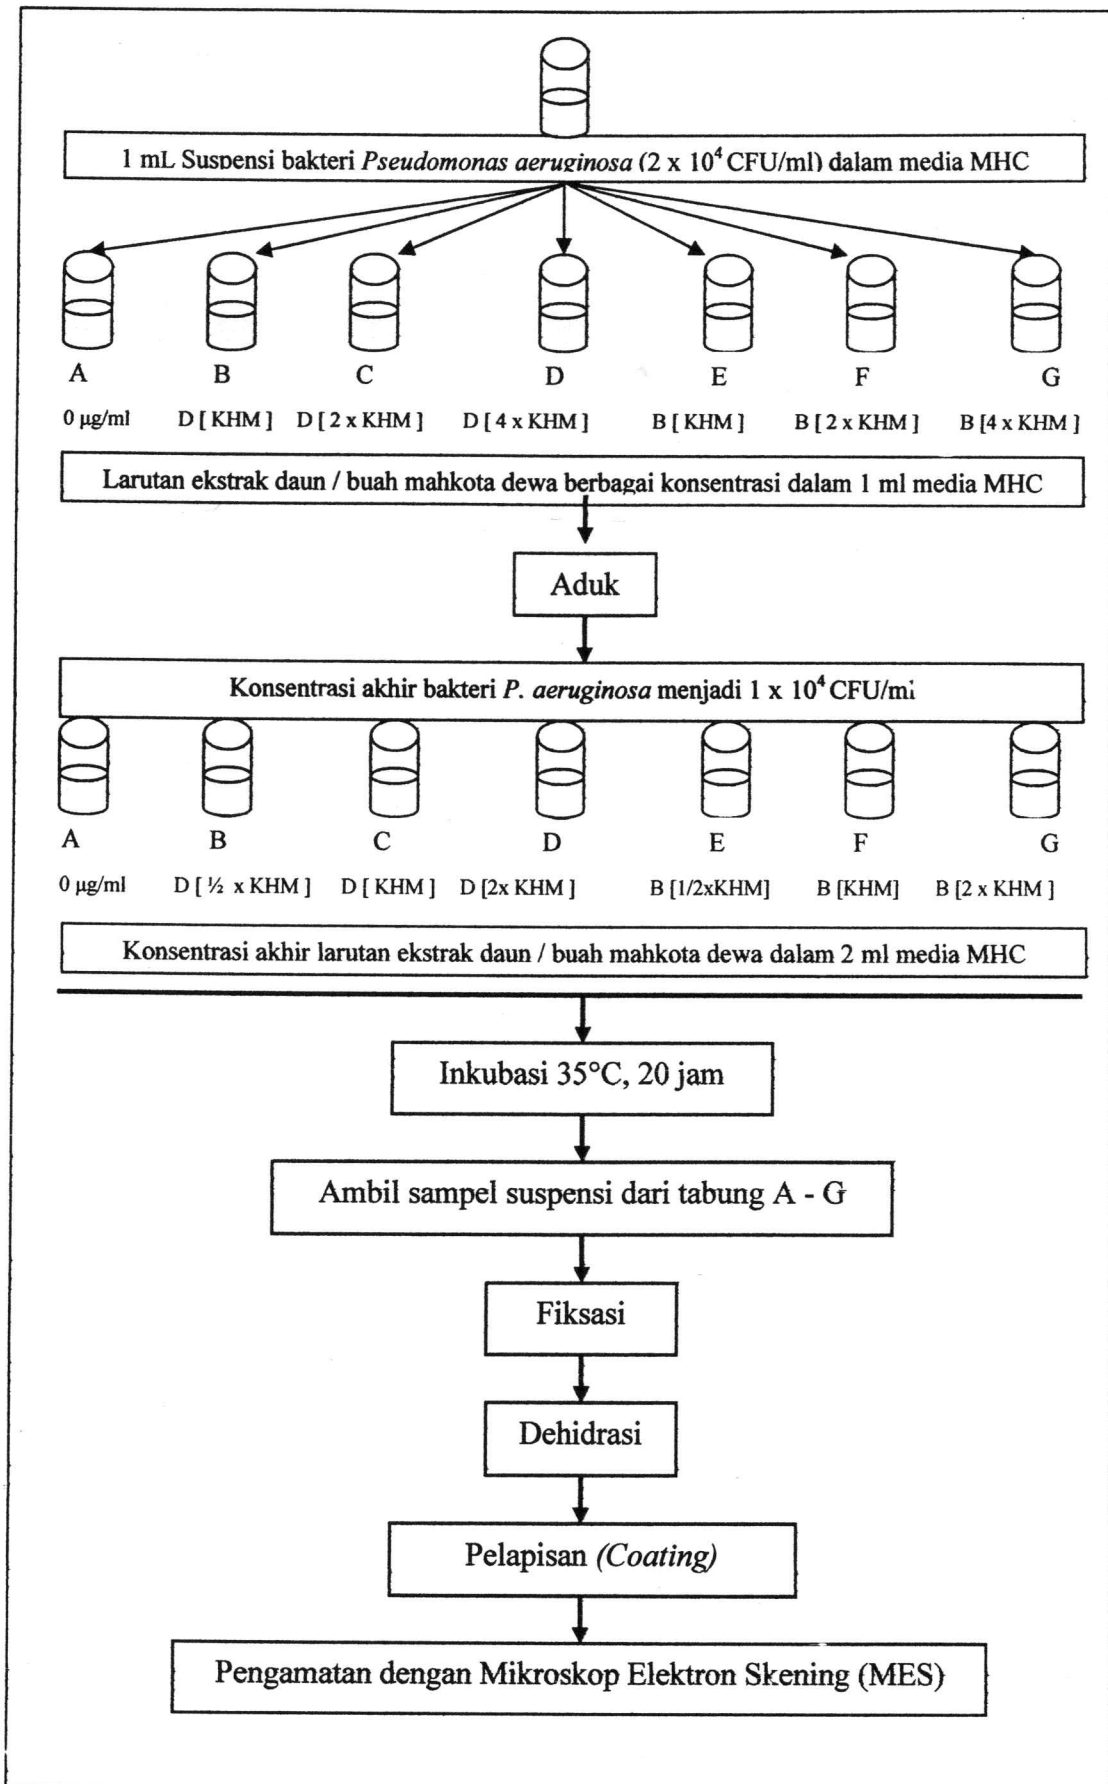 1 mL Suspensi bakteri Pseudomonas aeruginosa (2 x 10⁴ CFU/ml) dalam media MHC
A B C D E F G
0 µg/ml D [ KHM ] D [ 2 x KHM ] D [ 4 x KHM ] B [ KHM ] B [ 2 x KHM ] B [4 x KHM ]
Larutan ekstrak daun / buah mahkota dewa berbagai konsentrasi dalam 1 ml media MHC
Aduk
Konsentrasi akhir bakteri P. aeruginosa menjadi 1 x 10⁴ CFU/ml
A B C D E F G
0 µg/ml D [ ½ x KHM ] D [ KHM ] D [2x KHM ] B [1/2xKHM] B [KHM] B [2 x KHM ]
Konsentrasi akhir larutan ekstrak daun / buah mahkota dewa dalam 2 ml media MHC
Inkubasi 35°C, 20 jam
Ambil sampel suspensi dari tabung A - G
Fiksasi
Dehidrasi
Pelapisan (Coating)
Pengamatan dengan Mikroskop Elektron Skening (MES)